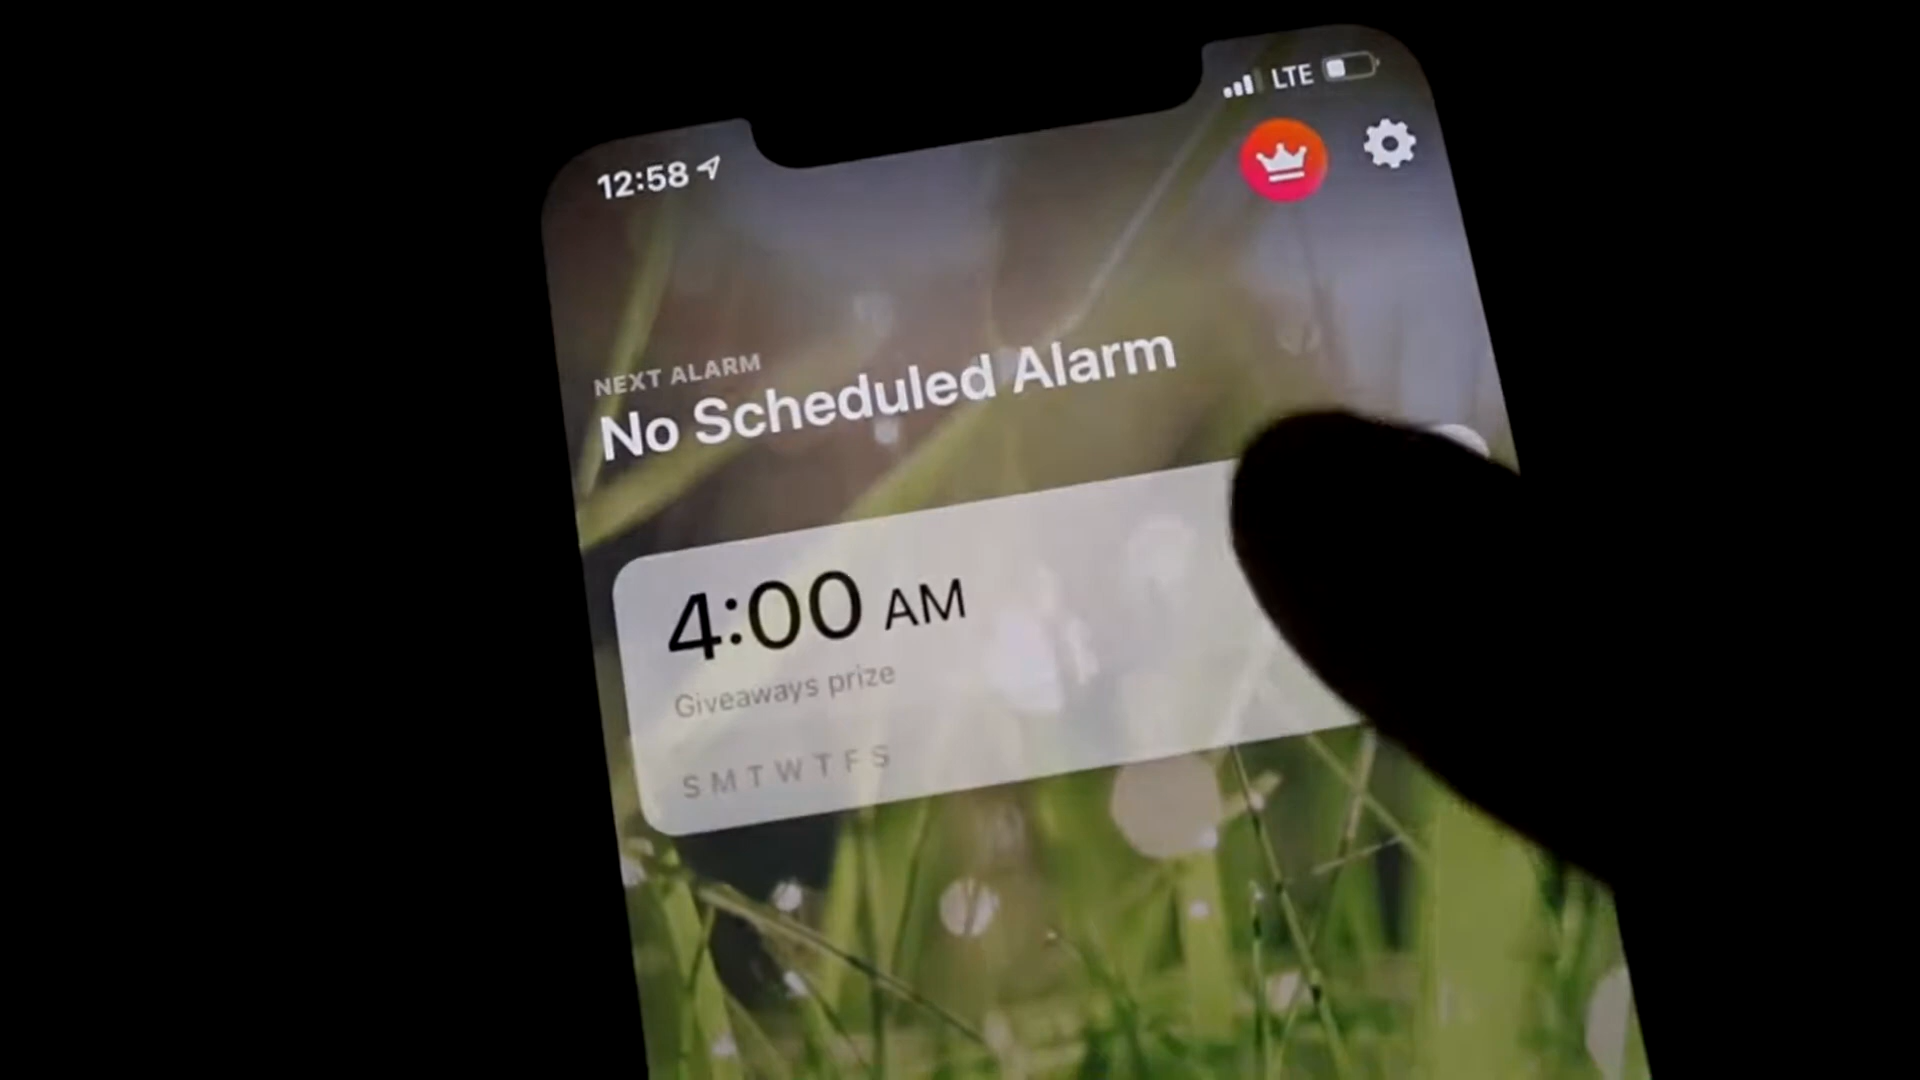 12:58
LTE
NEXT ALARM
No Scheduled Alarm
4:00 AM
Giveaways prize
S M T W T F S